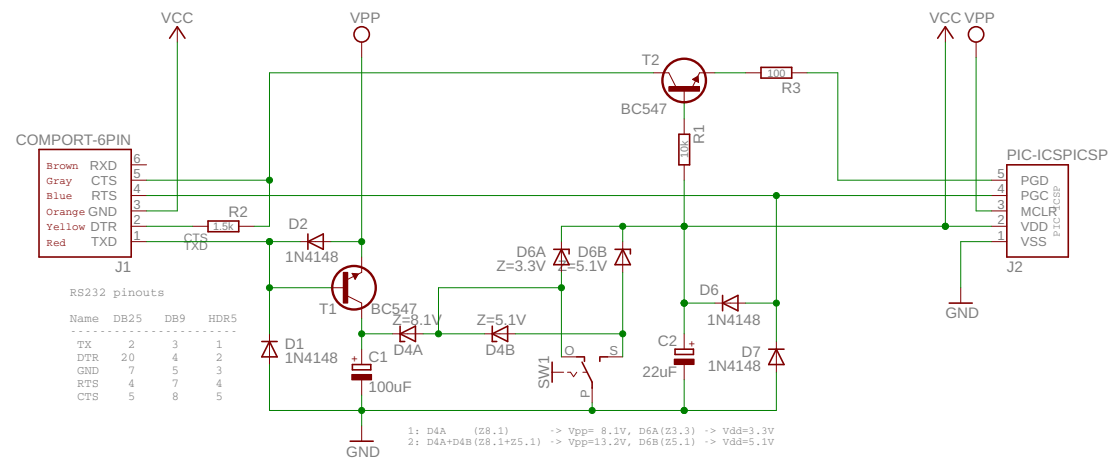 VCC
VPP
VCC
VPP
T2
BC547
100
R3
R1
10k
COMPORT-6PIN
Brown RXD 6
Gray CTS 5
Blue RTS 4
Orange GND 3
Yellow DTR 2
Red TXD 1
J1
R2
1.5k
CTS
TXD
PIC-ICSPICSP
5 PGD
4 PGC
3 MCLR
2 VDD
1 VSS
PIC-ICSP
J2
GND
D2
1N4148
T1
BC547
D6A
Z=3.3V
D6B
Z=5.1V
Z=8.1V
D4A
Z=5.1V
D4B
D1
1N4148
C1
+
100uF
SW1
O
S
P
D6
1N4148
C2
+
22uF
D7
1N4148
GND
RS232 pinouts
Name DB25 DB9 HDR5
-----------------------
TX 2 3 1
DTR 20 4 2
GND 7 5 3
RTS 4 7 4
CTS 5 8 5
1: D4A (Z8.1) -> Vpp= 8.1V, D6A(Z3.3) -> Vdd=3.3V
2: D4A+D4B(Z8.1+Z5.1) -> Vpp=13.2V, D6B(Z5.1) -> Vdd=5.1V